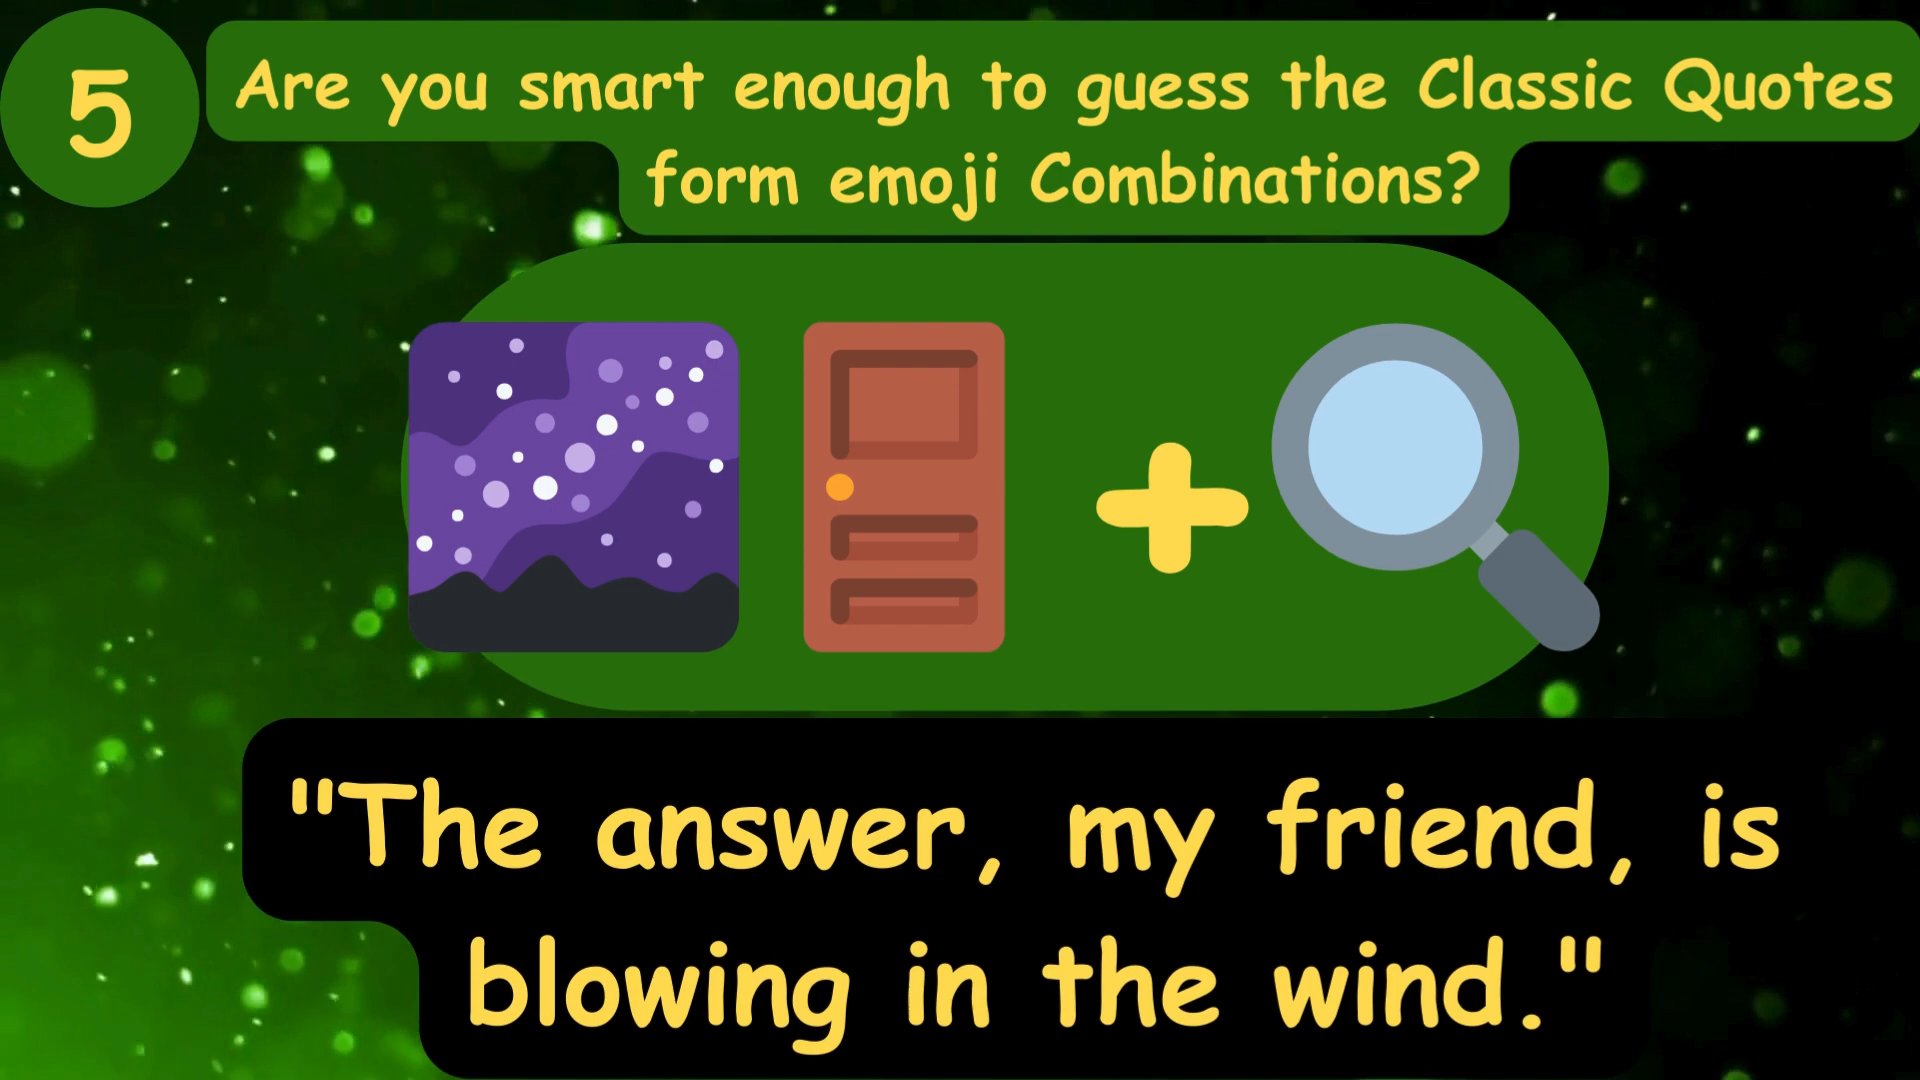 5
Are you smart enough to guess the Classic Quotes
form emoji Combinations?
"The answer, my friend, is
blowing in the wind."